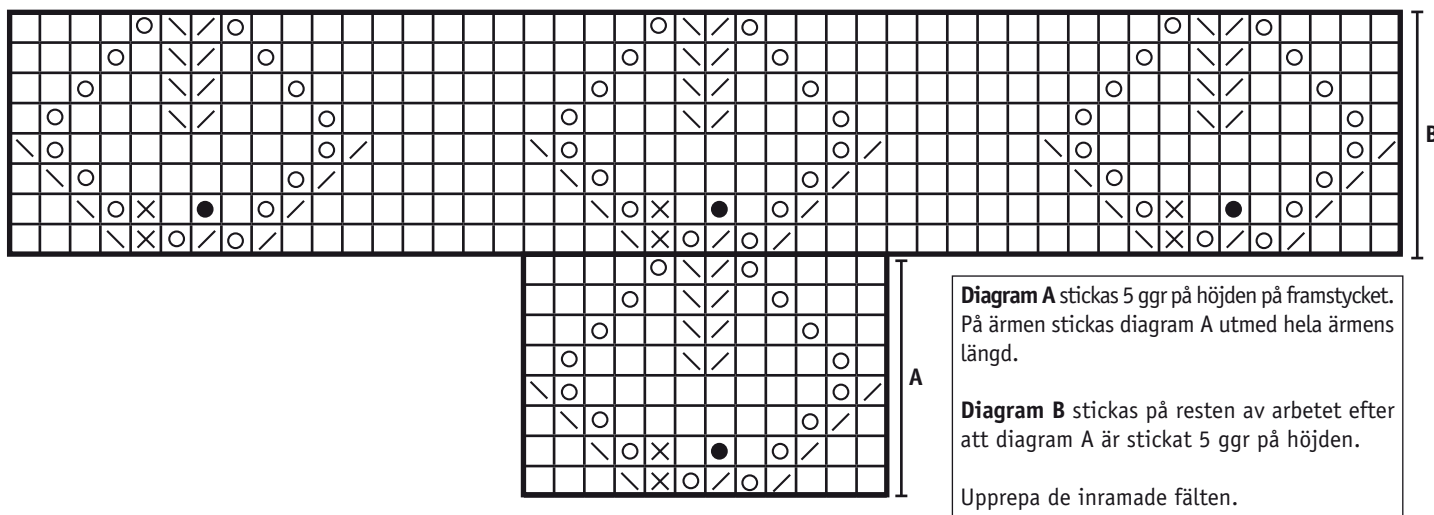 B
A
Diagram A stickas 5 ggr på höjden på framstycket.
På ärmen stickas diagram A utmed hela ärmens
längd.
Diagram B stickas på resten av arbetet efter
att diagram A är stickat 5 ggr på höjden.
Upprepa de inramade fälten.